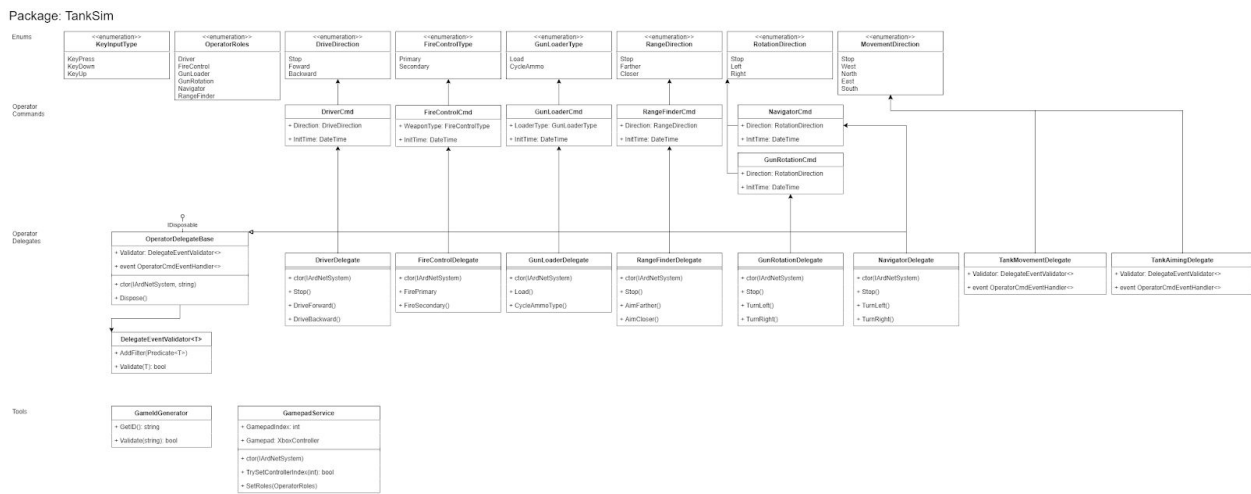 Package: TankSim
Enums
<<enumeration>>
KeyInputType
KeyPress
KeyDown
KeyUp
<<enumeration>>
OperatorRoles
Driver
FireControl
GunLoader
GunRotation
Navigator
RangeFinder
<<enumeration>>
DriveDirection
Stop
Foward
Backward
<<enumeration>>
FireControlType
Primary
Secondary
<<enumeration>>
GunLoaderType
Load
CycleAmmo
<<enumeration>>
RangeDirection
Stop
Farther
Closer
<<enumeration>>
RotationDirection
Stop
Left
Right
<<enumeration>>
MovementDirection
Stop
West
North
East
South
Operator
Commands
DriverCmd
+ Direction: DriveDirection
+ InitTime: DateTime
FireControlCmd
+ WeaponType: FireControlType
+ InitTime: DateTime
GunLoaderCmd
+ LoaderType: GunLoaderType
+ InitTime: DateTime
RangeFinderCmd
+ Direction: RangeDirection
+ InitTime: DateTime
NavigatorCmd
+ Direction: RotationDirection
+ InitTime: DateTime
GunRotationCmd
+ Direction: RotationDirection
+ InitTime: DateTime
Operator
Delegates
IDisposable
OperatorDelegateBase
+ Validator: DelegateEventValidator<>
+ event OperatorCmdEventHandler<>
+ ctor(IArdNetSystem, string)
+ Dispose()
DriverDelegate
+ ctor(IArdNetSystem)
+ Stop()
+ DriveForward()
+ DriveBackward()
FireControlDelegate
+ ctor(IArdNetSystem)
+ FirePrimary
+ FireSecondary()
GunLoaderDelegate
+ ctor(IArdNetSystem)
+ Load()
+ CycleAmmoType()
RangeFinderDelegate
+ ctor(IArdNetSystem)
+ Stop()
+ AimFarther()
+ AimCloser()
GunRotationDelegate
+ ctor(IArdNetSystem)
+ Stop()
+ TurnLeft()
+ TurnRight()
NavigatorDelegate
+ ctor(IArdNetSystem)
+ Stop()
+ TurnLeft()
+ TurnRight()
TankMovementDelegate
+ Validator: DelegateEventValidator<>
+ event OperatorCmdEventHandler<>
TankAimingDelegate
+ Validator: DelegateEventValidator<>
+ event OperatorCmdEventHandler<>
DelegateEventValidator<T>
+ AddFilter(Predicate<T>)
+ Validate(T): bool
Tools
GameIdGenerator
+ GetID(): string
+ Validate(string): bool
GamepadService
+ GamepadIndex: int
+ Gamepad: XboxController
+ ctor(IArdNetSystem)
+ TrySetControllerIndex(int): bool
+ SetRoles(OperatorRoles)